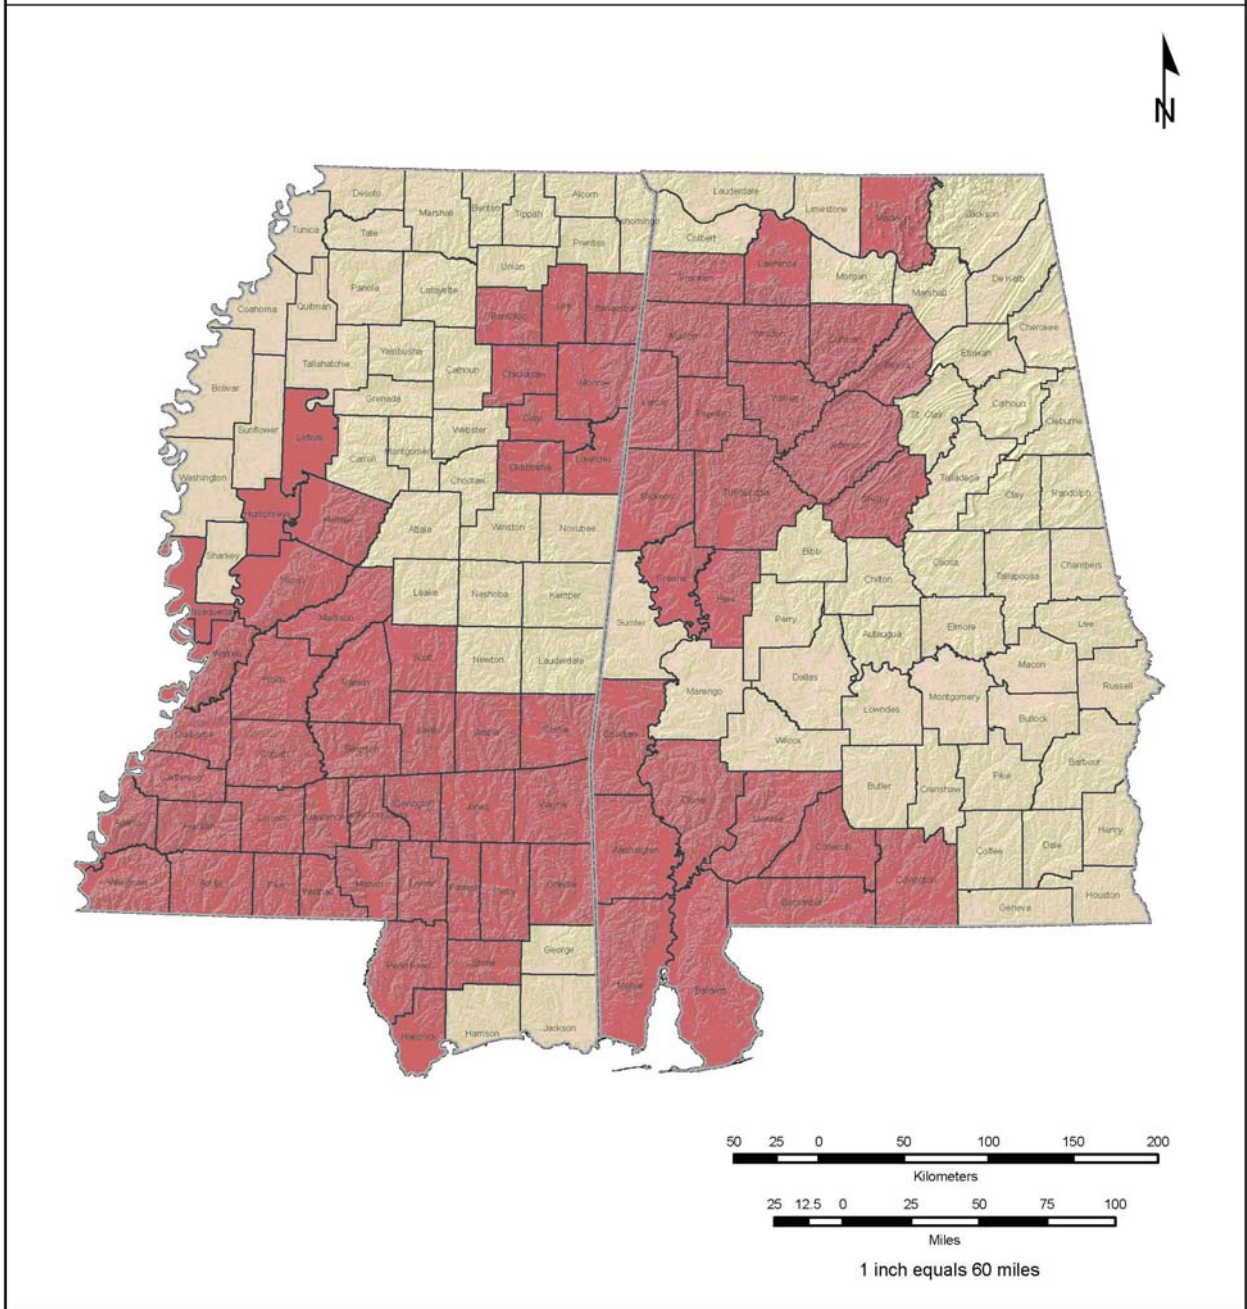 N
Desoto
Marshall
Benton
Tippah
Alcorn
Tate
Tunica
Prentiss
Union
Panola
Lafayette
Quitman
Coahoma
Pontotoc
Lee
Tallahatchie
Yalobusha
Calhoun
Chickasaw
Monroe
Bolivar
Sunflower
Grenada
Leflore
Webster
Clay
Carroll
Montgomery
Choctaw
Oktibbeha
Lowndes
Washington
Humphreys
Holmes
Attala
Winston
Noxubee
Sharkey
Yazoo
Leake
Neshoba
Kemper
Madison
Warren
Hinds
Rankin
Scott
Newton
Lauderdale
Claiborne
Copiah
Simpson
Smith
Jasper
Clarke
Jefferson
Adams
Franklin
Lincoln
Lawrence
Covington
Jones
Wayne
Wilkinson
Amite
Pike
Walthall
Marion
Lamar
Forrest
Perry
Greene
Pearl River
Stone
George
Hancock
Harrison
Jackson
Lauderdale
Limestone
Madison
Jackson
Colbert
Franklin
Lawrence
Morgan
Marshall
De Kalb
Cherokee
Marion
Winston
Cullman
Blount
Etowah
Lamar
Fayette
Walker
Jefferson
St. Clair
Calhoun
Cleburne
Pickens
Tuscaloosa
Shelby
Talladega
Clay
Randolph
Greene
Hale
Bibb
Chilton
Coosa
Tallapoosa
Chambers
Sumter
Perry
Autaugua
Elmore
Lee
Marengo
Dallas
Lowndes
Montgomery
Macon
Russell
Bullock
Choctaw
Wilcox
Butler
Crenshaw
Pike
Barbour
Clarke
Monroe
Conecuh
Covington
Coffee
Dale
Henry
Washington
Escambia
Geneva
Houston
Mobile
Baldwin
50 25 0 50 100 150 200
Kilometers
25 12.5 0 25 50 75 100
Miles
1 inch equals 60 miles